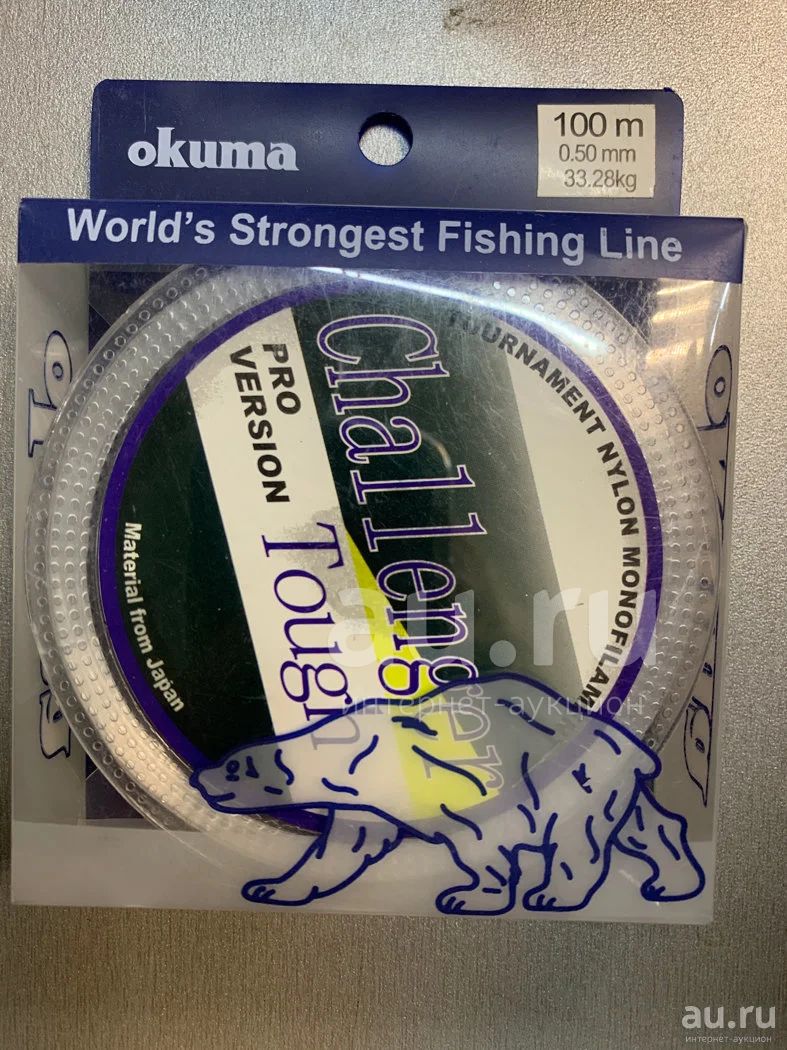 okuma
100 m
0.50 mm
33.28kg
World's Strongest Fishing Line
TOURNAMENT NYLON MONOFILAM
Challenger
PRO
VERSION
Tough
Material from Japan
au.ru
интернет-аукцион
au.ru
интернет-аукцион